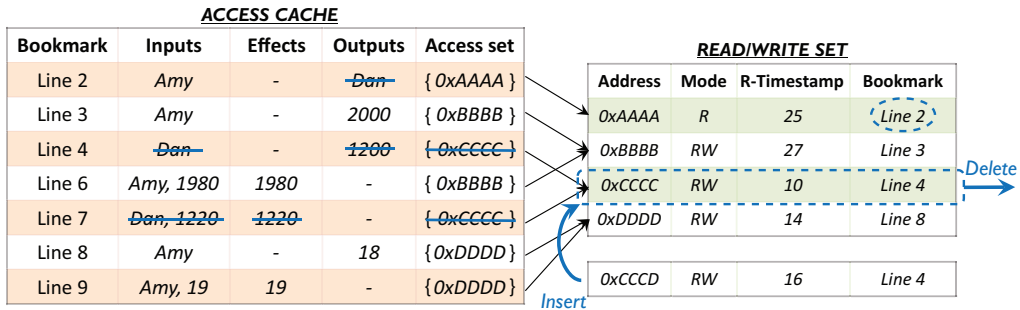 ACCESS CACHE
Bookmark Inputs Effects Outputs Access set
Line 2 Amy - Dan { 0xAAAA }
Line 3 Amy - 2000 { 0xBBBB }
Line 4 Dan - 1200 { 0xCCCC }
Line 6 Amy, 1980 1980 - { 0xBBBB }
Line 7 Dan, 1220 1220 - { 0xCCCC }
Line 8 Amy - 18 {0xDDDD}
Line 9 Amy, 19 19 - {0xDDDD}
READ/WRITE SET
Address Mode R-Timestamp Bookmark
0xAAAA R 25 Line 2
0xBBBB RW 27 Line 3
0xCCCC RW 10 Line 4
Delete
0xDDDD RW 14 Line 8
0xCCCD RW 16 Line 4
Insert